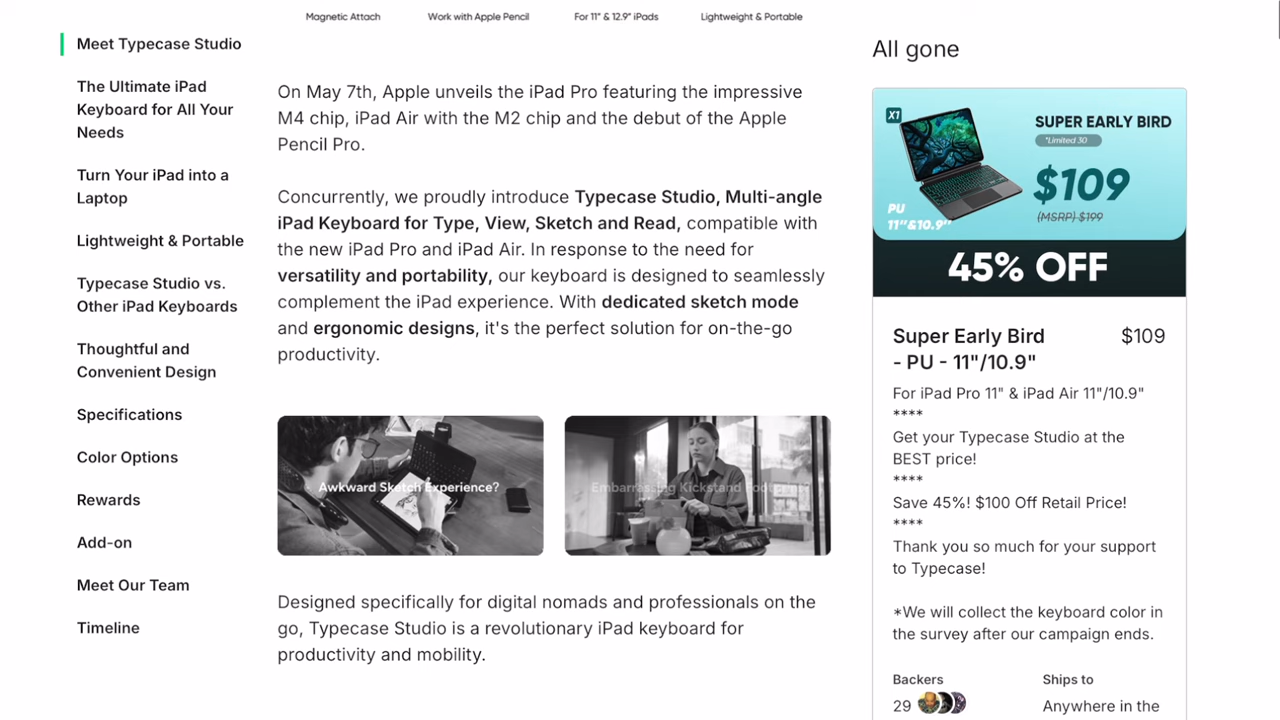 Magnetic Attach
Work with Apple Pencil
For 11" & 12.9" iPads
Lightweight & Portable
Meet Typecase Studio
The Ultimate iPad
Keyboard for All Your
Needs
Turn Your iPad into a
Laptop
Lightweight & Portable
Typecase Studio vs.
Other iPad Keyboards
Thoughtful and
Convenient Design
Specifications
Color Options
Rewards
Add-on
Meet Our Team
Timeline
On May 7th, Apple unveils the iPad Pro featuring the impressive
M4 chip, iPad Air with the M2 chip and the debut of the Apple
Pencil Pro.
Concurrently, we proudly introduce Typecase Studio, Multi-angle
iPad Keyboard for Type, View, Sketch and Read, compatible with
the new iPad Pro and iPad Air. In response to the need for
versatility and portability, our keyboard is designed to seamlessly
complement the iPad experience. With dedicated sketch mode
and ergonomic designs, it's the perfect solution for on-the-go
productivity.
Awkward Sketch Experience?
Embarrassing Kickstand
Designed specifically for digital nomads and professionals on the
go, Typecase Studio is a revolutionary iPad keyboard for
productivity and mobility.
All gone
X1
SUPER EARLY BIRD
*Limited 30
$109
(MSRP) $199
PU
11"&10.9"
45% OFF
Super Early Bird
- PU - 11"/10.9"
$109
For iPad Pro 11" & iPad Air 11"/10.9"
****
Get your Typecase Studio at the
BEST price!
****
Save 45%! $100 Off Retail Price!
****
Thank you so much for your support
to Typecase!
*We will collect the keyboard color in
the survey after our campaign ends.
Backers
29
Ships to
Anywhere in the